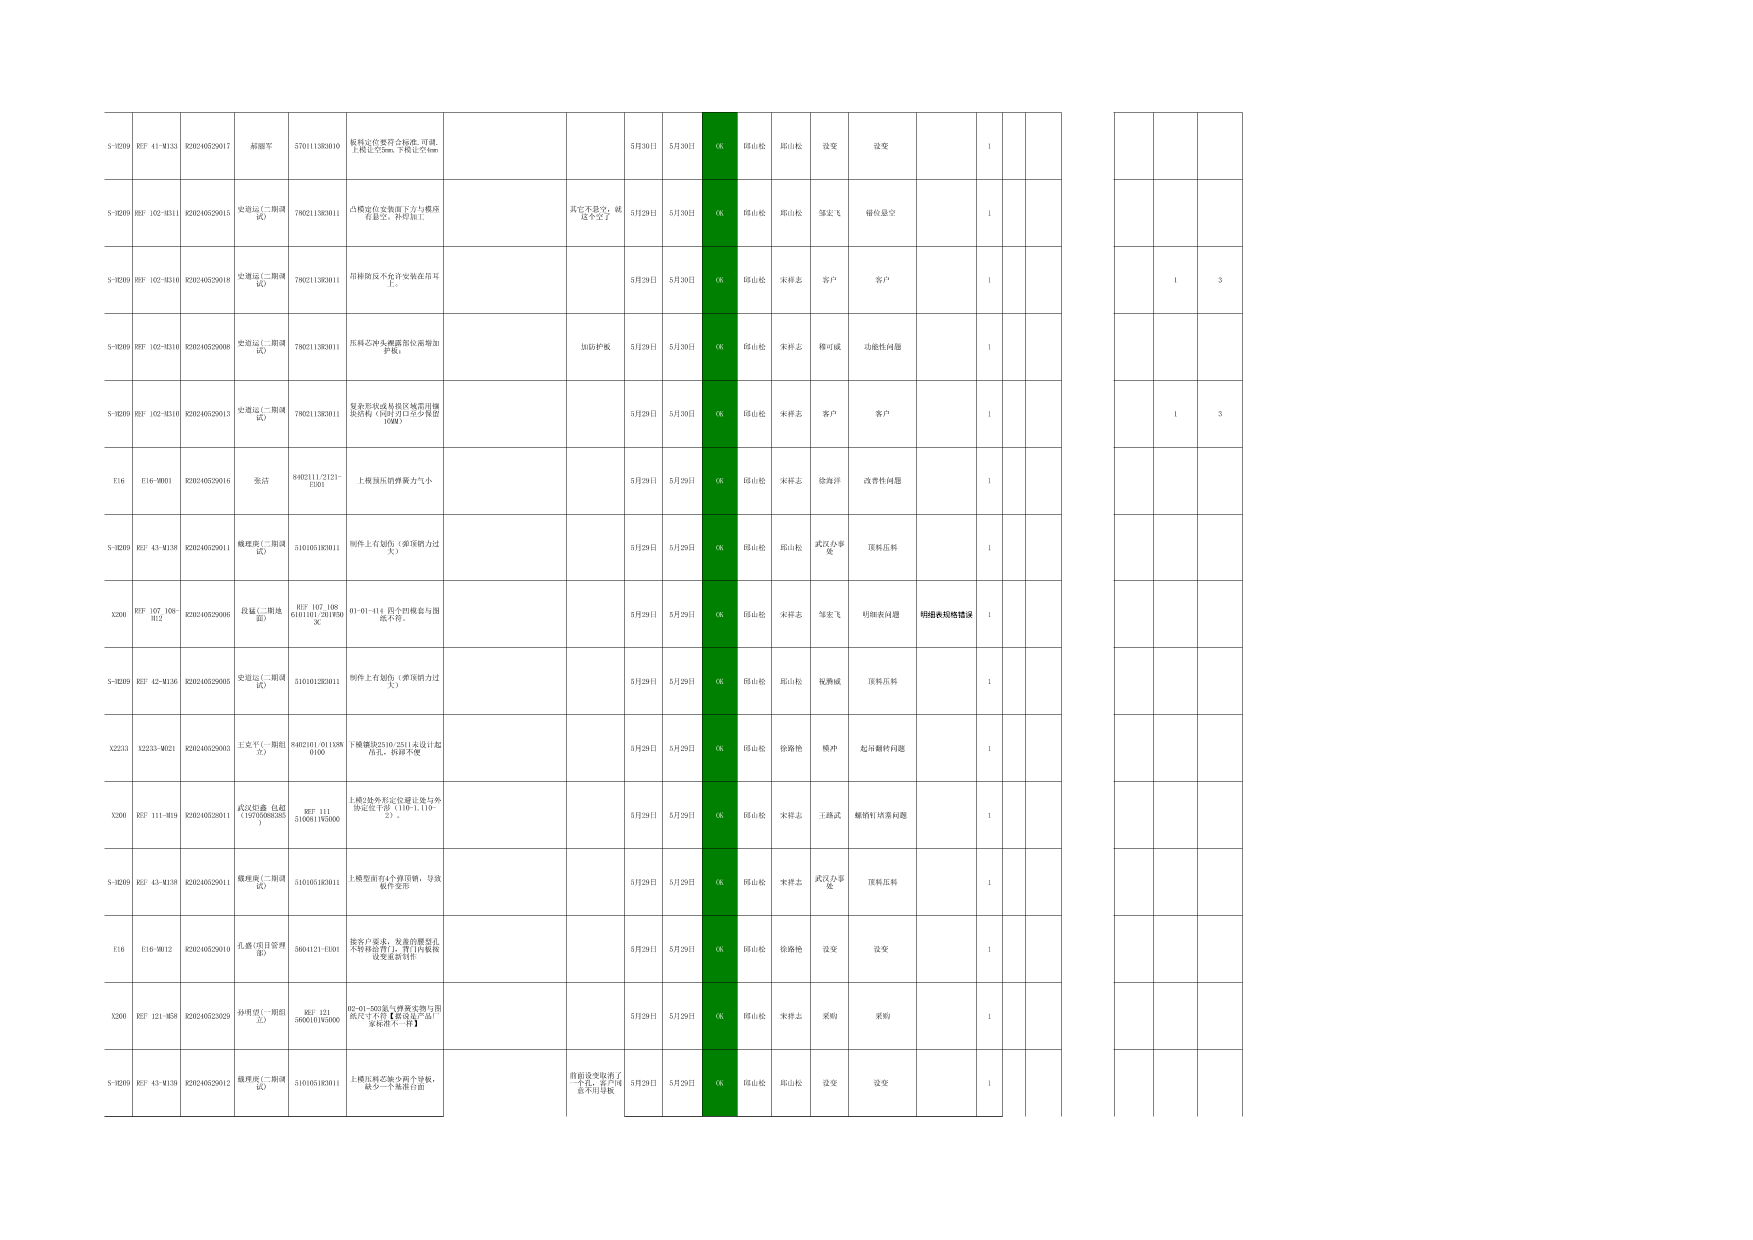 S-H209 REF 41-M133 R20240529017 郝丽军 5701113R3010 板料定位要符合标准.可调. 上模让空5mm.下模让空4mm 5月30日 5月30日 OK 邱山松 邱山松 设变 设变 1
S-H209 REF 102-M311 R20240529015 史道运(二期调试) 7802113R3011 凸模定位安装面下方与模座有悬空，补焊加工 其它不悬空，就这个空了 5月29日 5月30日 OK 邱山松 邱山松 邹宏飞 错位悬空 1
S-H209 REF 102-M310 R20240529018 史道运(二期调试) 7802113R3011 吊棒防反不允许安装在吊耳上。 5月29日 5月30日 OK 邱山松 宋祥志 客户 客户 1 1 3
S-H209 REF 102-M310 R20240529008 史道运(二期调试) 7802113R3011 压料芯冲头裸露部位需增加护板； 加防护板 5月29日 5月30日 OK 邱山松 宋祥志 穆可威 功能性问题 1
S-H209 REF 102-M310 R20240529013 史道运(二期调试) 7802113R3011 复杂形状或易损区域需用镶块结构（同时刃口至少保留10MM） 5月29日 5月30日 OK 邱山松 宋祥志 客户 客户 1 1 3
E16 E16-M001 R20240529016 张洁 8402111/2121-EU01 上模预压销弹簧力气小 5月29日 5月29日 OK 邱山松 宋祥志 徐海洋 改善性问题 1
S-H209 REF 43-M138 R20240529011 戴理庚(二期调试) 5101051R3011 制件上有划伤（弹顶销力过大） 5月29日 5月29日 OK 邱山松 邱山松 武汉办事处 顶料压料 1
X200 REF 107_108-M12 R20240529006 段猛(二期地面) REF 107_108 6101101/201W503C 01-01-414 四个凹模套与图纸不符。 5月29日 5月29日 OK 邱山松 宋祥志 邹宏飞 明细表问题 明细表规格错误 1
S-H209 REF 42-M136 R20240529005 史道运(二期调试) 5101012R3011 制件上有划伤（弹顶销力过大） 5月29日 5月29日 OK 邱山松 邱山松 祝腾威 顶料压料 1
X2233 X2233-M021 R20240529003 王克平(一期组立) 8402101/011X8W0100 下模镶块2510/2511未设计起吊孔，拆卸不便 5月29日 5月29日 OK 邱山松 徐路艳 模冲 起吊翻转问题 1
X200 REF 111-M19 R20240528011 武汉炬鑫 包超（19705088385） REF 111 5100811W5000 上模2处外形定位避让处与外协定位干涉（110-1.110-2）。 5月29日 5月29日 OK 邱山松 宋祥志 王路武 螺销钉堵塞问题 1
S-H209 REF 43-M138 R20240529011 戴理庚(二期调试) 5101051R3011 上模型面有4个弹顶销，导致板件变形 5月29日 5月29日 OK 邱山松 宋祥志 武汉办事处 顶料压料 1
E16 E16-M012 R20240529010 孔盛(项目管理部) 5604121-EU01 接客户要求，发盖的腰型孔不转移给背门，背门内板按设变重新制作 5月29日 5月29日 OK 邱山松 徐路艳 设变 设变 1
X200 REF 121-M58 R20240523029 孙明望(一期组立) REF 121 5600101W5000 02-01-503氮气弹簧实物与图纸尺寸不符【据说是产品厂家标准不一样】 5月29日 5月29日 OK 邱山松 宋祥志 采购 采购 1
S-H209 REF 43-M139 R20240529012 戴理庚(二期调试) 5101051R3011 上模压料芯缺少两个导板，缺少一个基准台面 前面设变取消了一个孔，客户同意不用导板 5月29日 5月29日 OK 邱山松 邱山松 设变 设变 1